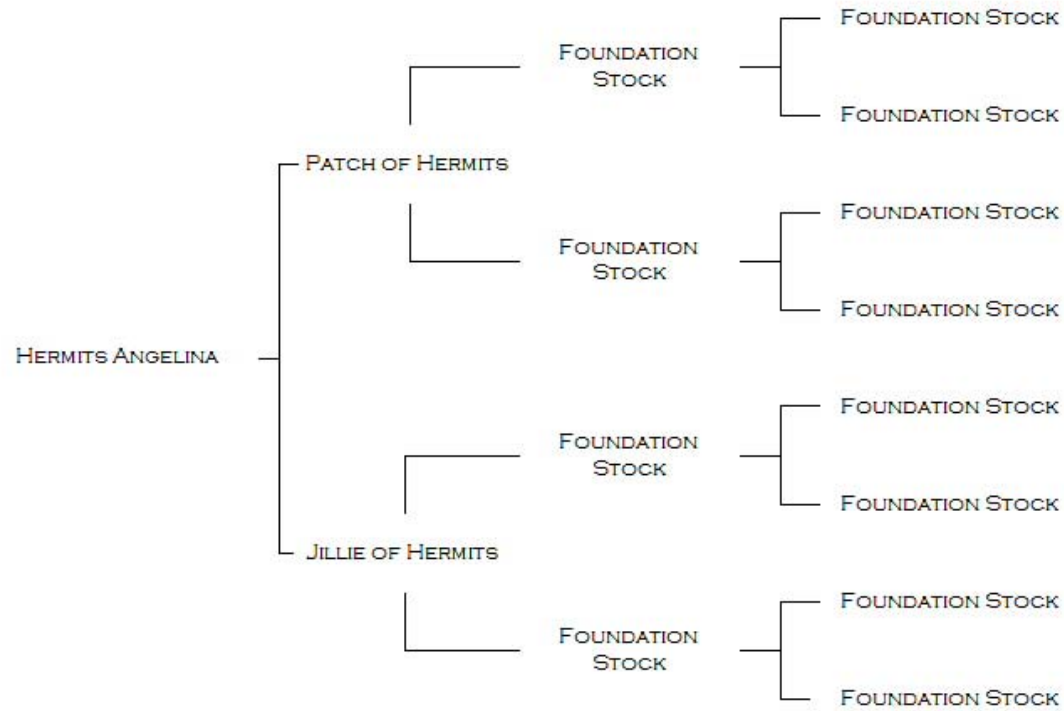 Foundation Stock
Foundation
Stock
Foundation Stock
Patch of Hermits
Foundation Stock
Foundation
Stock
Foundation Stock
Hermits Angelina
Foundation Stock
Foundation
Stock
Foundation Stock
Jillie of Hermits
Foundation Stock
Foundation
Stock
Foundation Stock